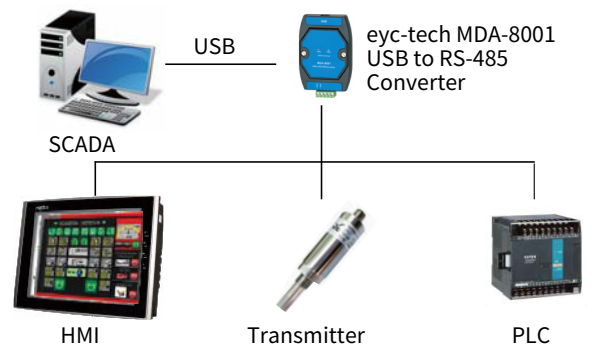 USB
eyc-tech MDA-8001
USB to RS-485
Converter
SCADA
HMI
Transmitter
PLC